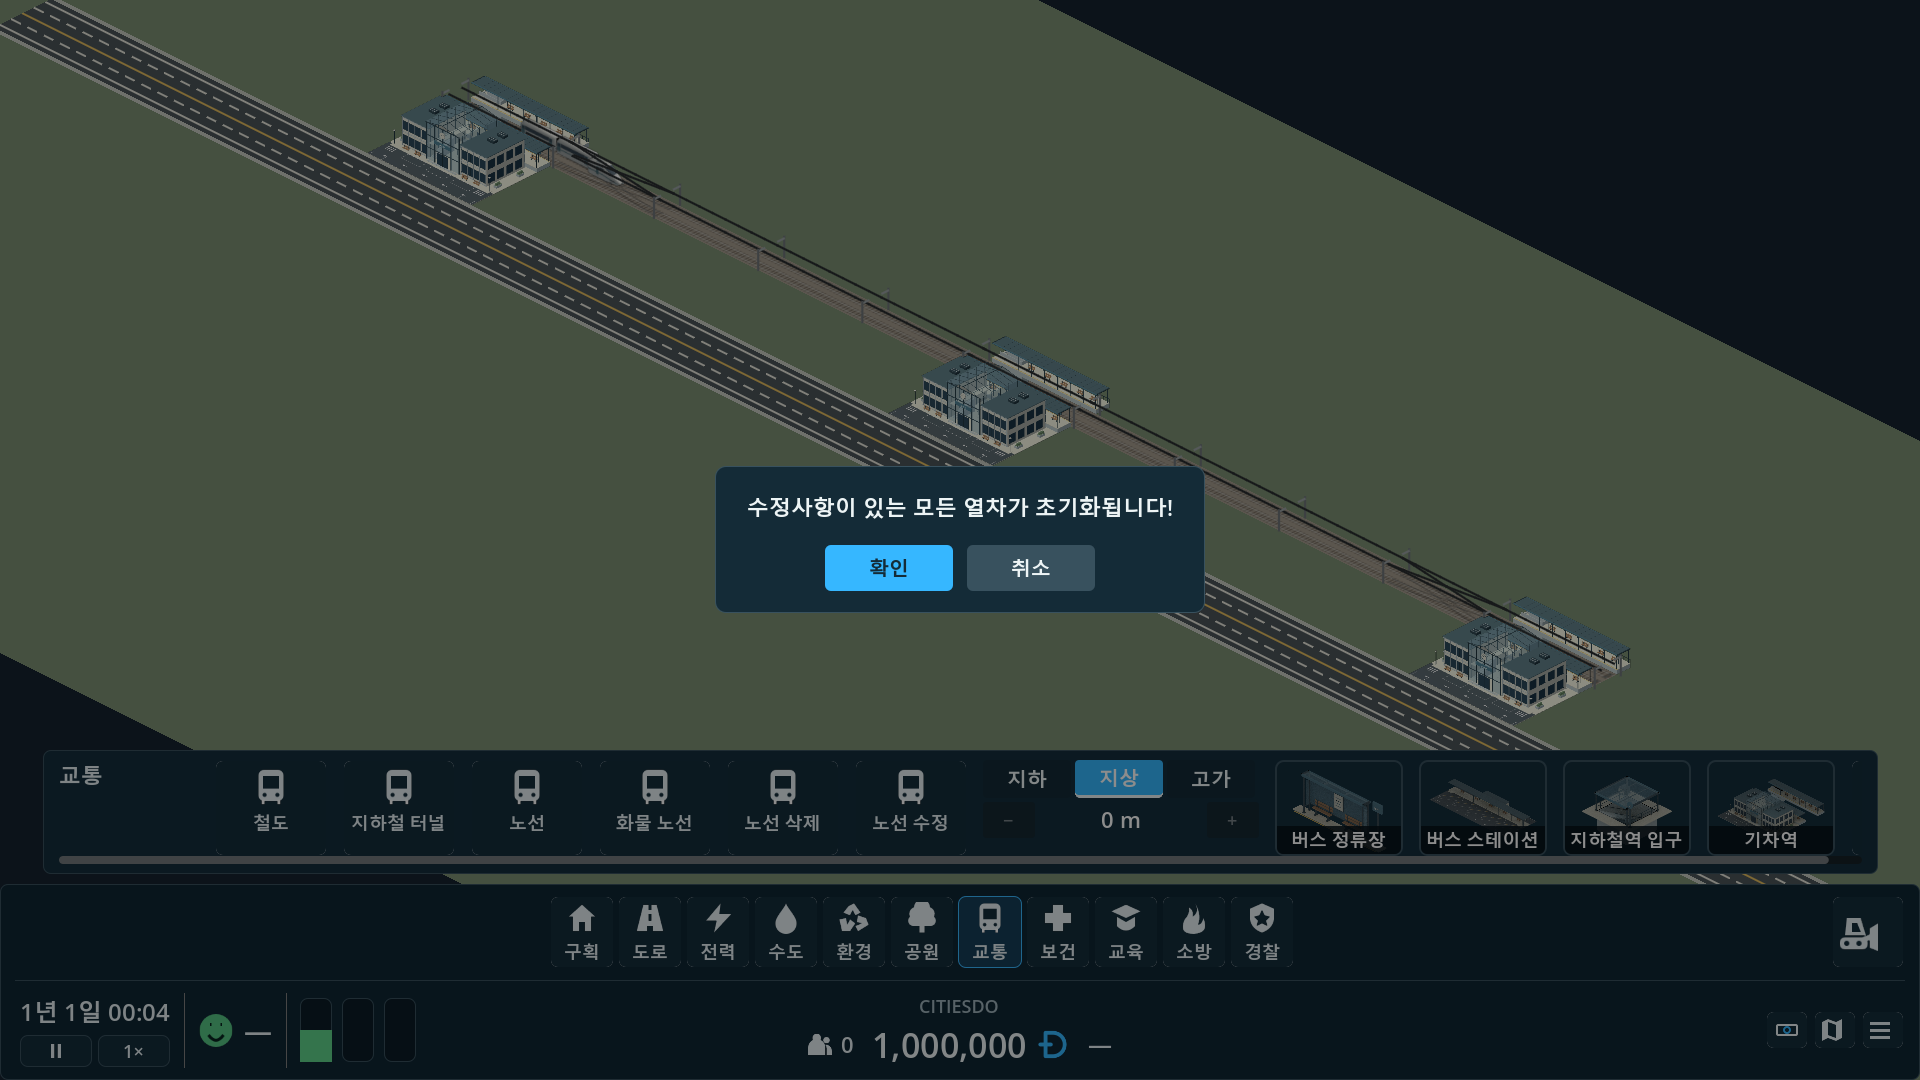 수정사항이 있는 모든 열차가 초기화됩니다!
확인
취소
교통
철도
지하철 터널
노선
화물 노선
노선 삭제
노선 수정
지하
지상
고가
−
0 m
+
버스 정류장
버스 스테이션
지하철역 입구
기차역
구획
도로
전력
수도
환경
공원
교통
보건
교육
소방
경찰
1년 1일 00:04
1×
—
CITIESDO
0
1,000,000
—